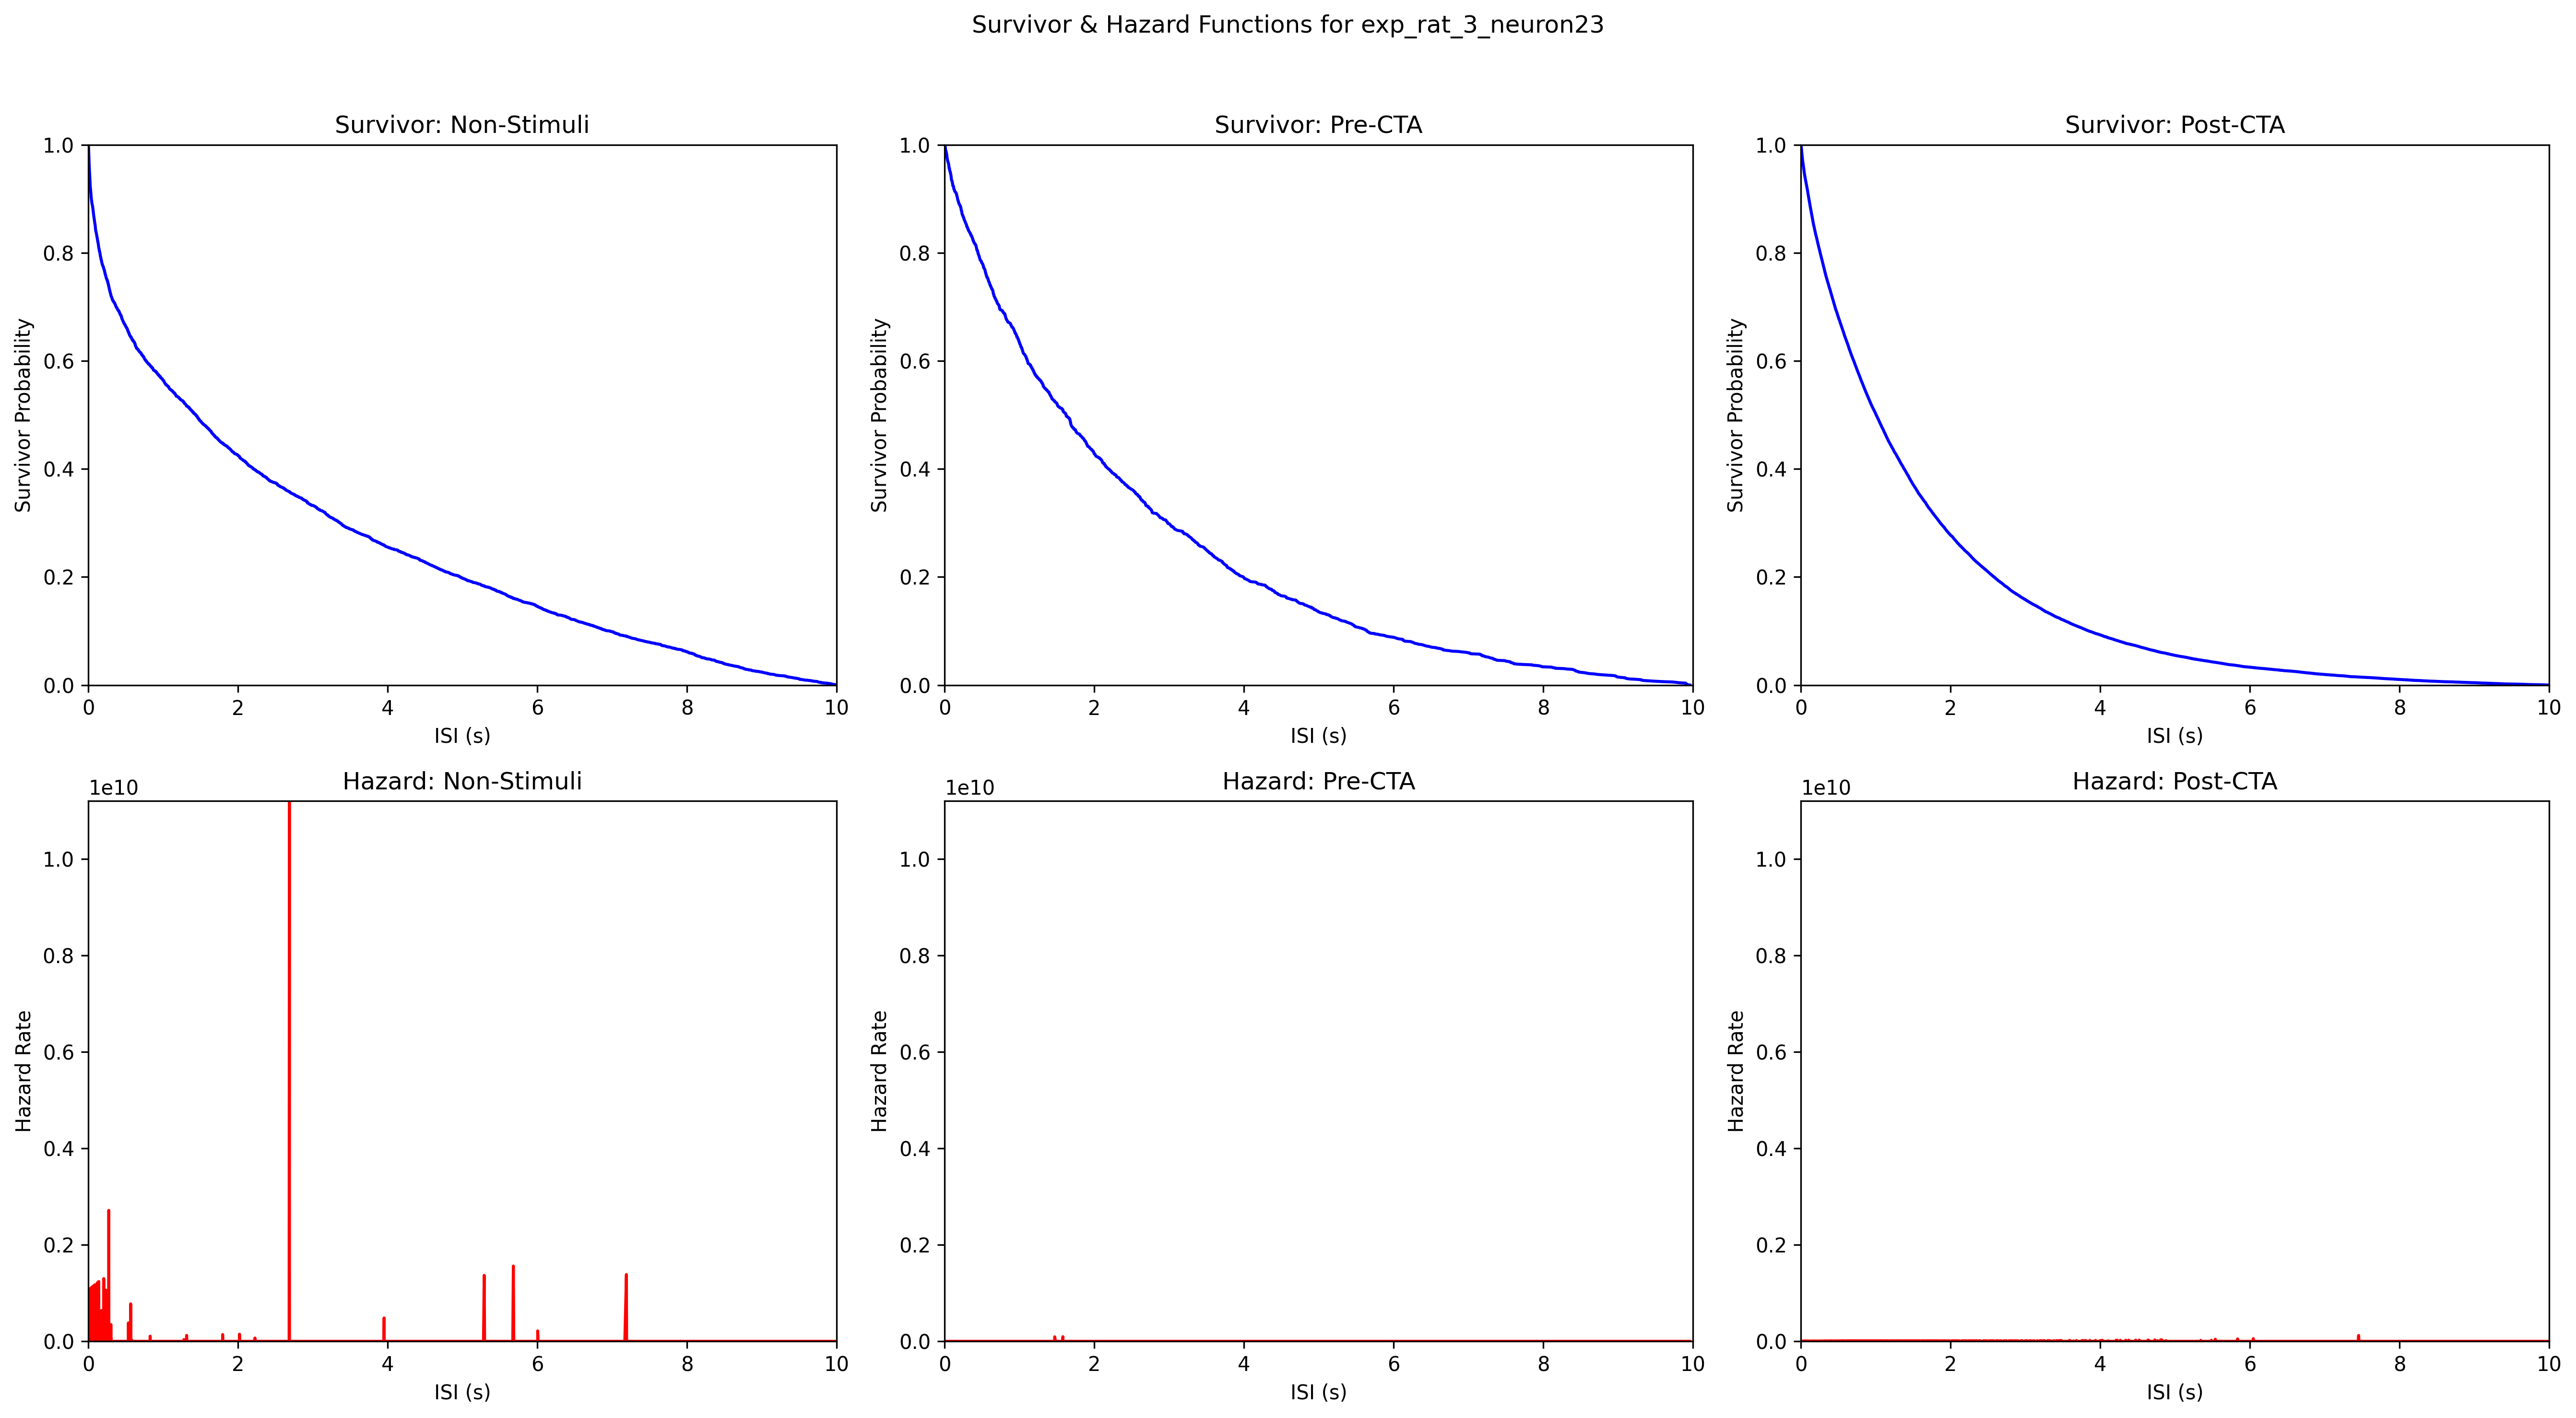 Survivor & Hazard Functions for exp_rat_3_neuron23
Survivor: Non-Stimuli
Survivor Probability
1.0
0.8
0.6
0.4
0.2
0.0
0 2 4 6 8 10
ISI (s)
Survivor: Pre-CTA
Survivor Probability
1.0
0.8
0.6
0.4
0.2
0.0
0 2 4 6 8 10
ISI (s)
Survivor: Post-CTA
Survivor Probability
1.0
0.8
0.6
0.4
0.2
0.0
0 2 4 6 8 10
ISI (s)
Hazard: Non-Stimuli
1e10
Hazard Rate
1.0
0.8
0.6
0.4
0.2
0.0
0 2 4 6 8 10
ISI (s)
Hazard: Pre-CTA
1e10
Hazard Rate
1.0
0.8
0.6
0.4
0.2
0.0
0 2 4 6 8 10
ISI (s)
Hazard: Post-CTA
1e10
Hazard Rate
1.0
0.8
0.6
0.4
0.2
0.0
0 2 4 6 8 10
ISI (s)